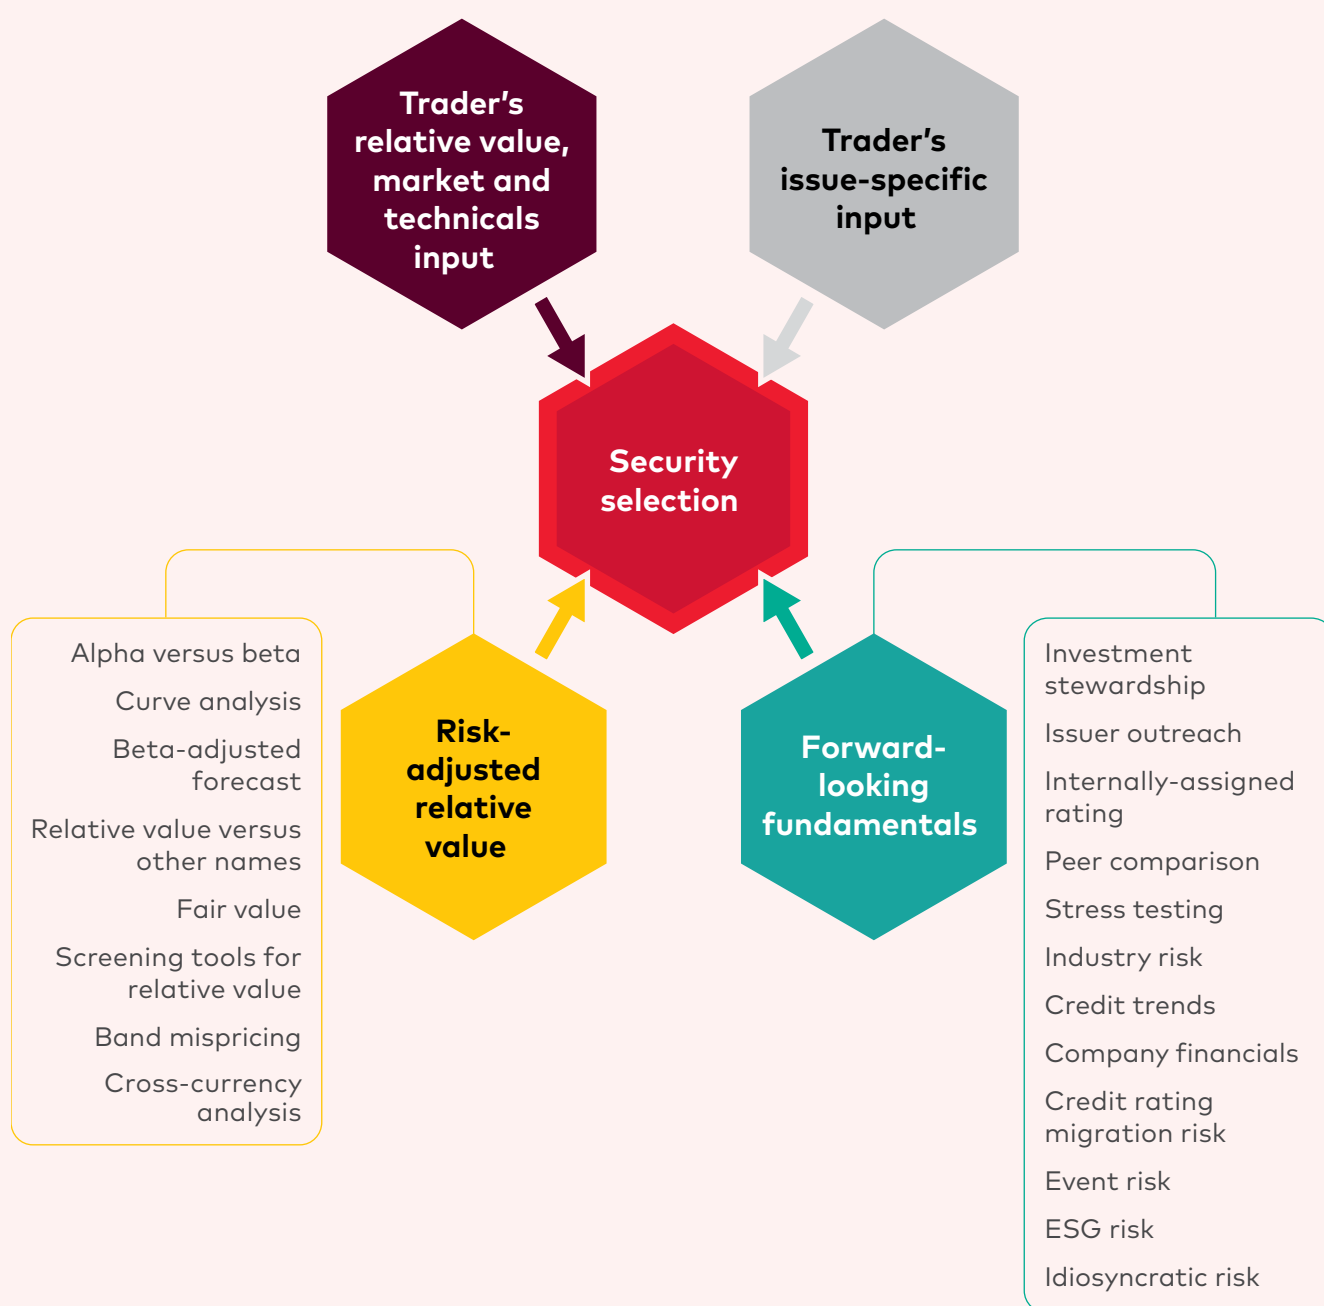 Trader's
relative value,
market and
technicals
input
Trader's
issue-specific
input
Security
selection
Risk-
adjusted
relative
value
Forward-
looking
fundamentals
Alpha versus beta
Curve analysis
Beta-adjusted
forecast
Relative value versus
other names
Fair value
Screening tools for
relative value
Band mispricing
Cross-currency
analysis
Investment
stewardship
Issuer outreach
Internally-assigned
rating
Peer comparison
Stress testing
Industry risk
Credit trends
Company financials
Credit rating
migration risk
Event risk
ESG risk
Idiosyncratic risk